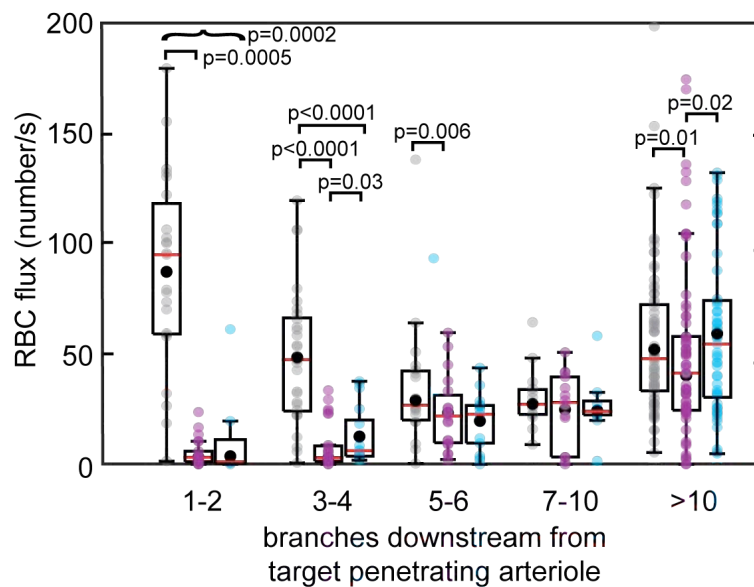 200
150
100
50
0
RBC flux (number/s)
p=0.0002
p=0.0005
p<0.0001
p<0.0001
p=0.03
p=0.006
p=0.02
p=0.01
1-2 3-4 5-6 7-10 >10
branches downstream from
target penetrating arteriole